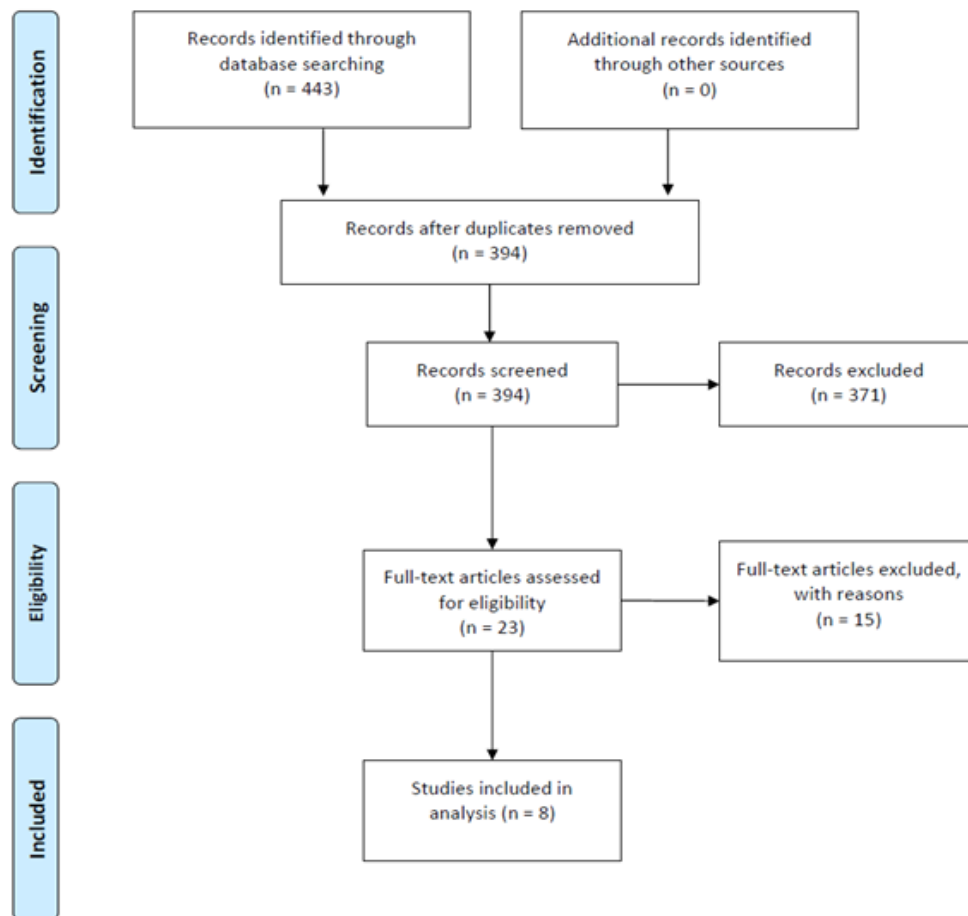 Identification
Records identified through
database searching
(n = 443)
Additional records identified
through other sources
(n = 0)
Records after duplicates removed
(n = 394)
Screening
Records screened
(n = 394)
Records excluded
(n = 371)
Eligibility
Full-text articles assessed
for eligibility
(n = 23)
Full-text articles excluded,
with reasons
(n = 15)
Included
Studies included in
analysis (n = 8)